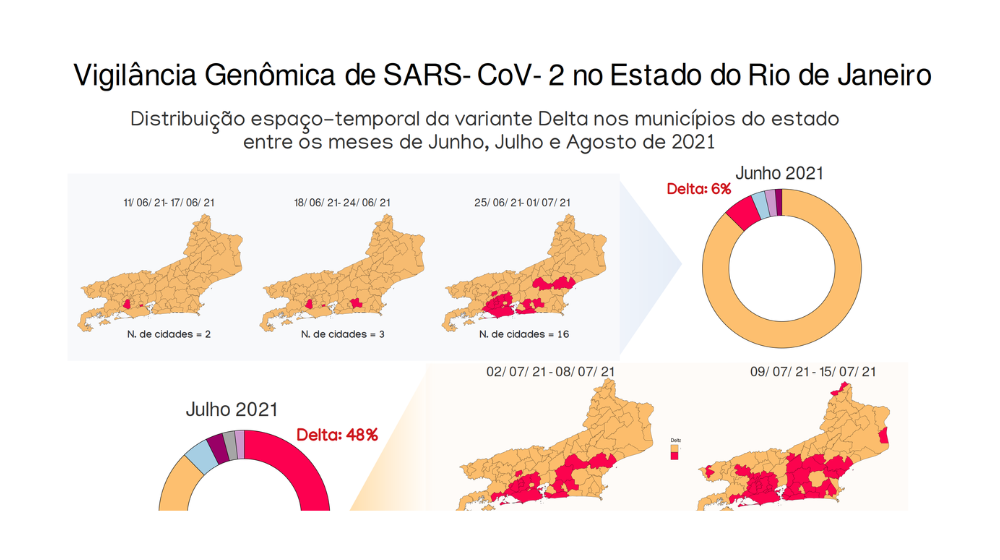 Vigilância Genômica de SARS- CoV- 2 no Estado do Rio de Janeiro
Distribuição espaço-temporal da variante Delta nos municípios do estado
entre os meses de Junho, Julho e Agosto de 2021
11/ 06/ 21- 17/ 06/ 21
18/ 06/ 21- 24/ 06/ 21
25/ 06/ 21- 01/ 07/ 21
N. de cidades = 2
N. de cidades = 3
N. de cidades = 16
Junho 2021
Delta: 6%
Julho 2021
Delta: 48%
02/ 07/ 21 - 08/ 07/ 21
09/ 07/ 21 - 15/ 07/ 21
Delta